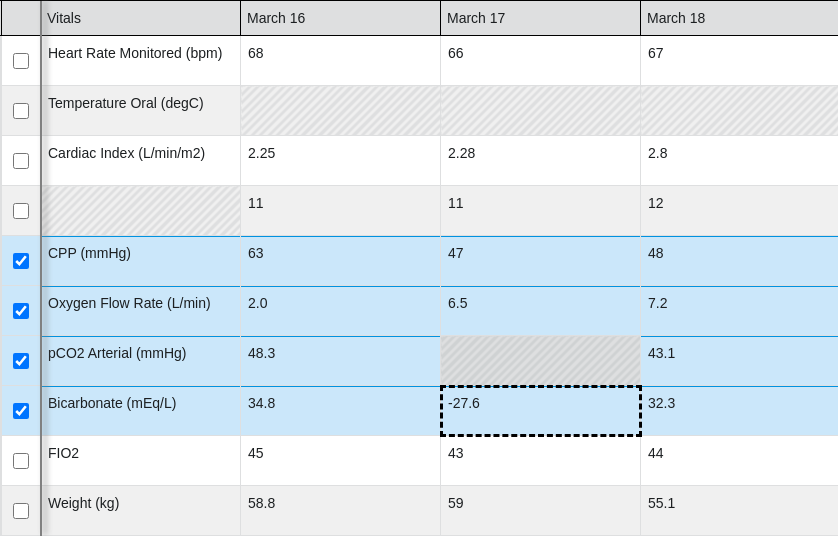 Vitals March 16 March 17 March 18
Heart Rate Monitored (bpm) 68 66 67
Temperature Oral (degC)
Cardiac Index (L/min/m2) 2.25 2.28 2.8
11 11 12
CPP (mmHg) 63 47 48
Oxygen Flow Rate (L/min) 2.0 6.5 7.2
pCO2 Arterial (mmHg) 48.3 43.1
Bicarbonate (mEq/L) 34.8 -27.6 32.3
FIO2 45 43 44
Weight (kg) 58.8 59 55.1